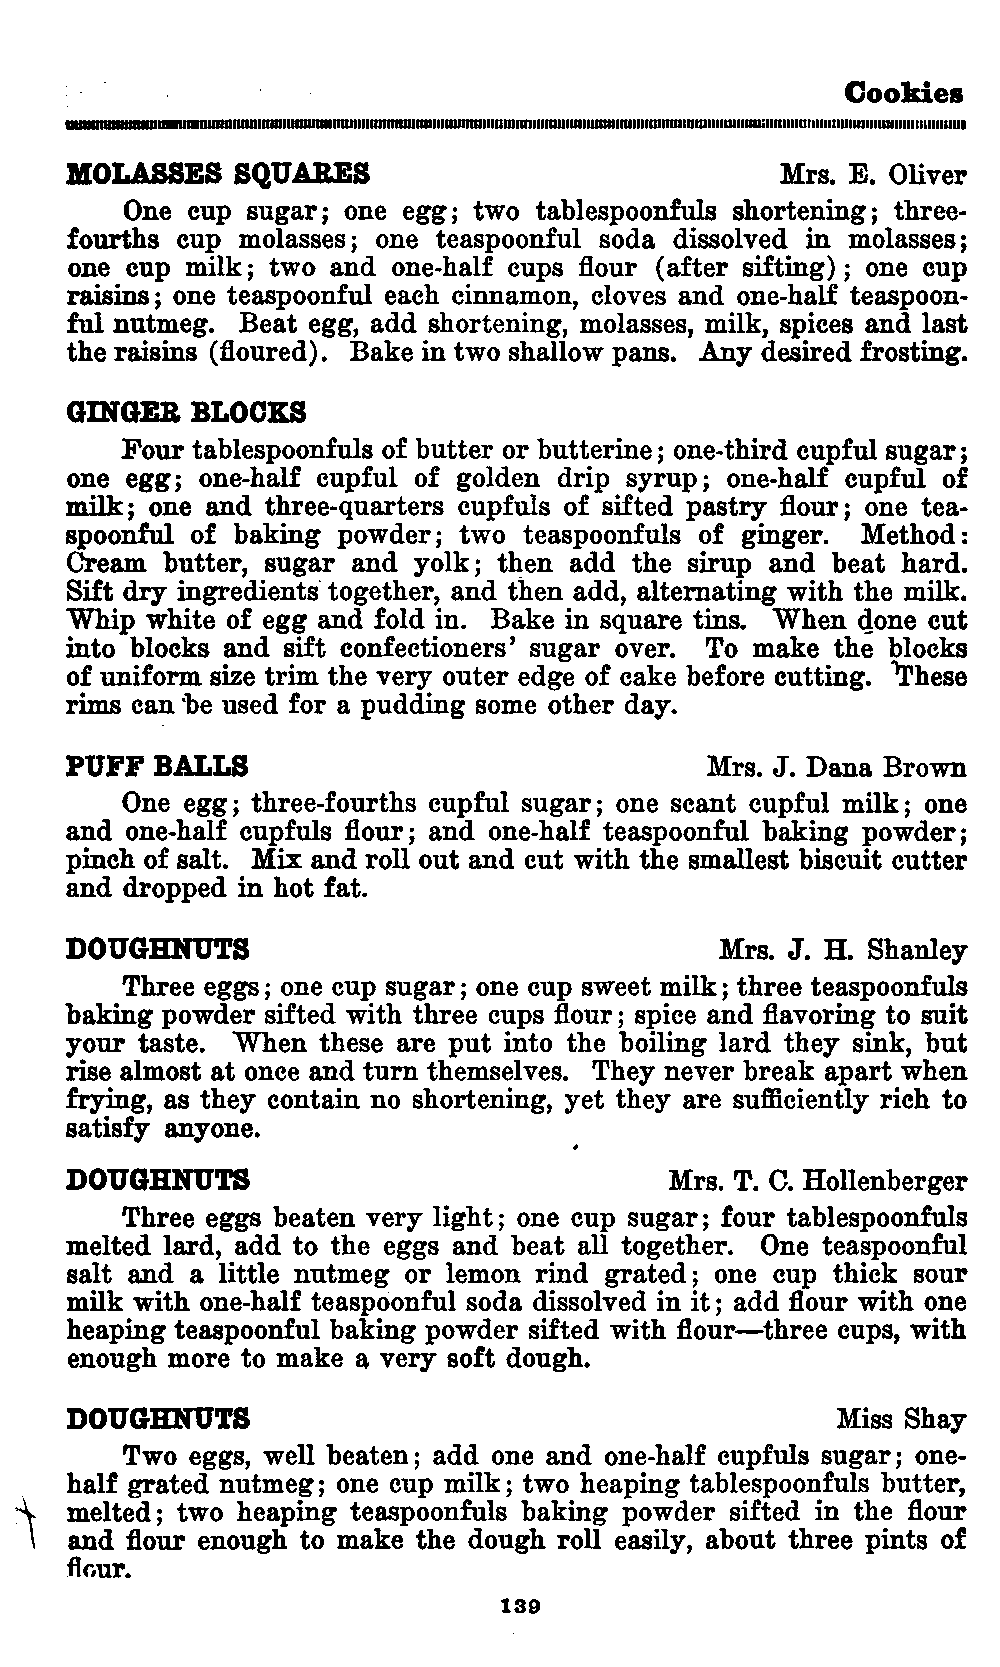 Cookies
MOLASSES SQUARES Mrs. E. Oliver
One cup sugar; one egg; two tablespoonfuls shortening; three-
fourths cup molasses; one teaspoonful soda dissolved in molasses;
one cup milk; two and one-half cups flour (after sifting); one cup
raisins; one teaspoonful each cinnamon, cloves and one-half teaspoon-
ful nutmeg. Beat egg, add shortening, molasses, milk, spices and last
the raisins (floured). Bake in two shallow pans. Any desired frosting.
GINGER BLOCKS
Four tablespoonfuls of butter or butterine; one-third cupful sugar;
one egg; one-half cupful of golden drip syrup; one-half cupful of
milk; one and three-quarters cupfuls of sifted pastry flour; one tea-
spoonful of baking powder; two teaspoonfuls of ginger. Method:
Cream butter, sugar and yolk; then add the sirup and beat hard.
Sift dry ingredients together, and then add, alternating with the milk.
Whip white of egg and fold in. Bake in square tins. When done cut
into blocks and sift confectioners' sugar over. To make the blocks
of uniform size trim the very outer edge of cake before cutting. These
rims can be used for a pudding some other day.
PUFF BALLS Mrs. J. Dana Brown
One egg; three-fourths cupful sugar; one scant cupful milk; one
and one-half cupfuls flour; and one-half teaspoonful baking powder;
pinch of salt. Mix and roll out and cut with the smallest biscuit cutter
and dropped in hot fat.
DOUGHNUTS Mrs. J. H. Shanley
Three eggs; one cup sugar; one cup sweet milk; three teaspoonfuls
baking powder sifted with three cups flour; spice and flavoring to suit
your taste. When these are put into the boiling lard they sink, but
rise almost at once and turn themselves. They never break apart when
frying, as they contain no shortening, yet they are sufficiently rich to
satisfy anyone.
DOUGHNUTS Mrs. T. C. Hollenberger
Three eggs beaten very light; one cup sugar; four tablespoonfuls
melted lard, add to the eggs and beat all together. One teaspoonful
salt and a little nutmeg or lemon rind grated; one cup thick sour
milk with one-half teaspoonful soda dissolved in it; add flour with one
heaping teaspoonful baking powder sifted with flour—three cups, with
enough more to make a very soft dough.
DOUGHNUTS Miss Shay
Two eggs, well beaten; add one and one-half cupfuls sugar; one-
half grated nutmeg; one cup milk; two heaping tablespoonfuls butter,
melted; two heaping teaspoonfuls baking powder sifted in the flour
and flour enough to make the dough roll easily, about three pints of
flour.
139